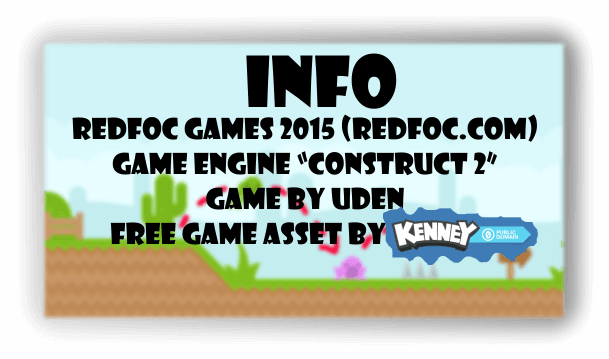 INFO
REDFOC GAMES 2015 (REDFOC.COM)
GAME ENGINE "CONSTRUCT 2"
GAME BY UDEN
FREE GAME ASSET BY KENNEY 0 PUBLIC DOMAIN